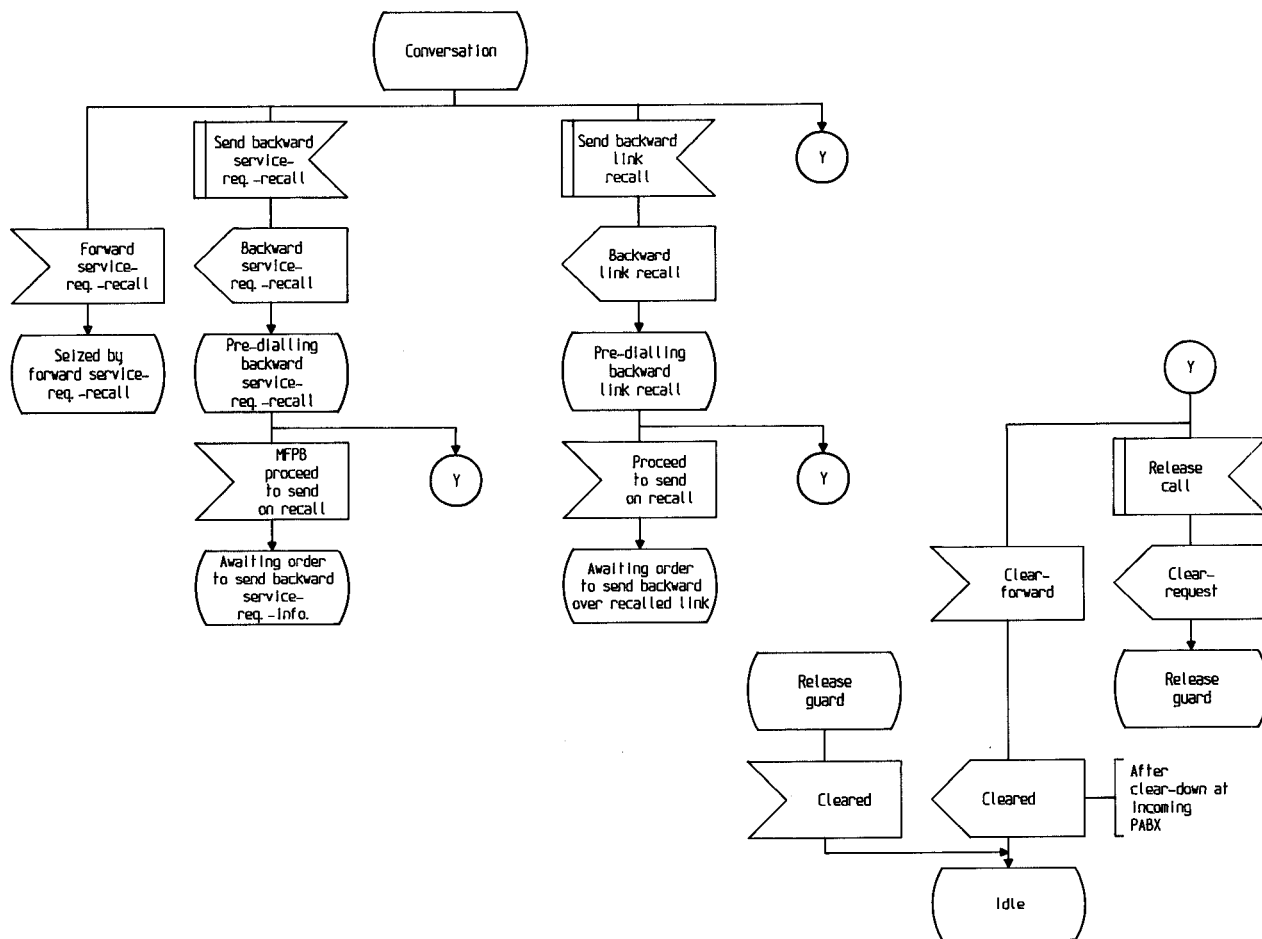 Conversation
Send backward
service-
req. -recall
Send backward
link
recall
Y
Forward
service-
req. -recall
Backward
service-
req. -recall
Backward
link recall
Seized by
forward service-
req. -recall
Pre-dialling
backward
service-
req. -recall
Pre-dialling
backward
link recall
Y
MFPB
proceed
to send
on recall
Y
Proceed
to send
on recall
Y
Release
call
Awaiting order
to send backward
service-
req. -info.
Awaiting order
to send backward
over recalled link
Clear-
forward
Clear-
request
Release
guard
Release
guard
Cleared
Cleared
After
clear-down at
incoming
PABX
Idle